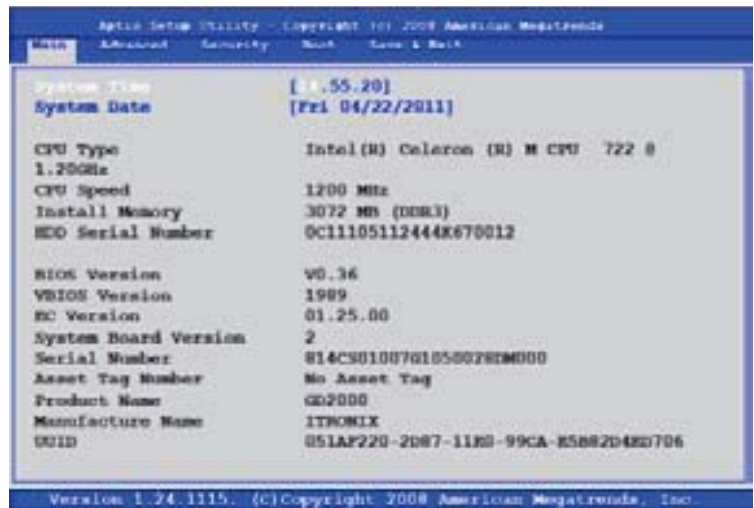 Aptio Setup Utility - Copyright (C) 2008 American Megatrends
Main Advanced Security Boot Save & Exit
System Time [ .55.20]
System Date [Fri 04/22/2011]
CPU Type Intel(R) Celeron (R) M CPU 722 @
1.20GHz
CPU Speed 1200 MHz
Install Memory 3072 MB (DDR3)
HDD Serial Number
BIOS Version V0.36
VBIOS Version 1989
EC Version 01.25.00
System Board Version 2
Serial Number
Asset Tag Number No Asset Tag
Product Name GD2000
Manufacture Name ITRONIX
UUID
Version 1.24.1115. (C)Copyright 2008 American Megatrends, Inc.